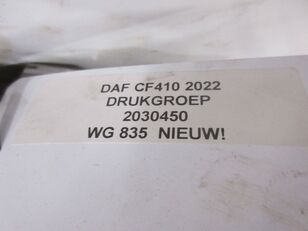 DAF CF410 2022
DRUKGROEP
2030450
WG 835 NIEUW!